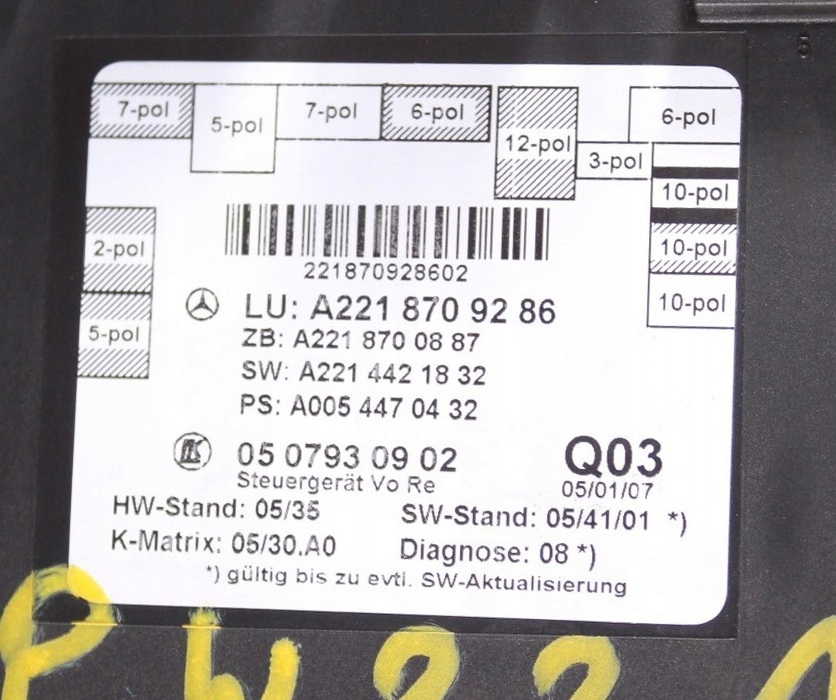 7-pol
5-pol
7-pol
6-pol
12-pol
3-pol
6-pol
10-pol
10-pol
10-pol
2-pol
5-pol
221870928602
LU: A221 870 92 86
ZB: A221 870 08 87
SW: A221 442 18 32
PS: A005 447 04 32
05 0793 09 02
Q03
Steuergerät Vo Re
05/01/07
HW-Stand: 05/35
SW-Stand: 05/41/01 *)
K-Matrix: 05/30.A0
Diagnose: 08 *)
*) gültig bis zu evtl. SW-Aktualisierung